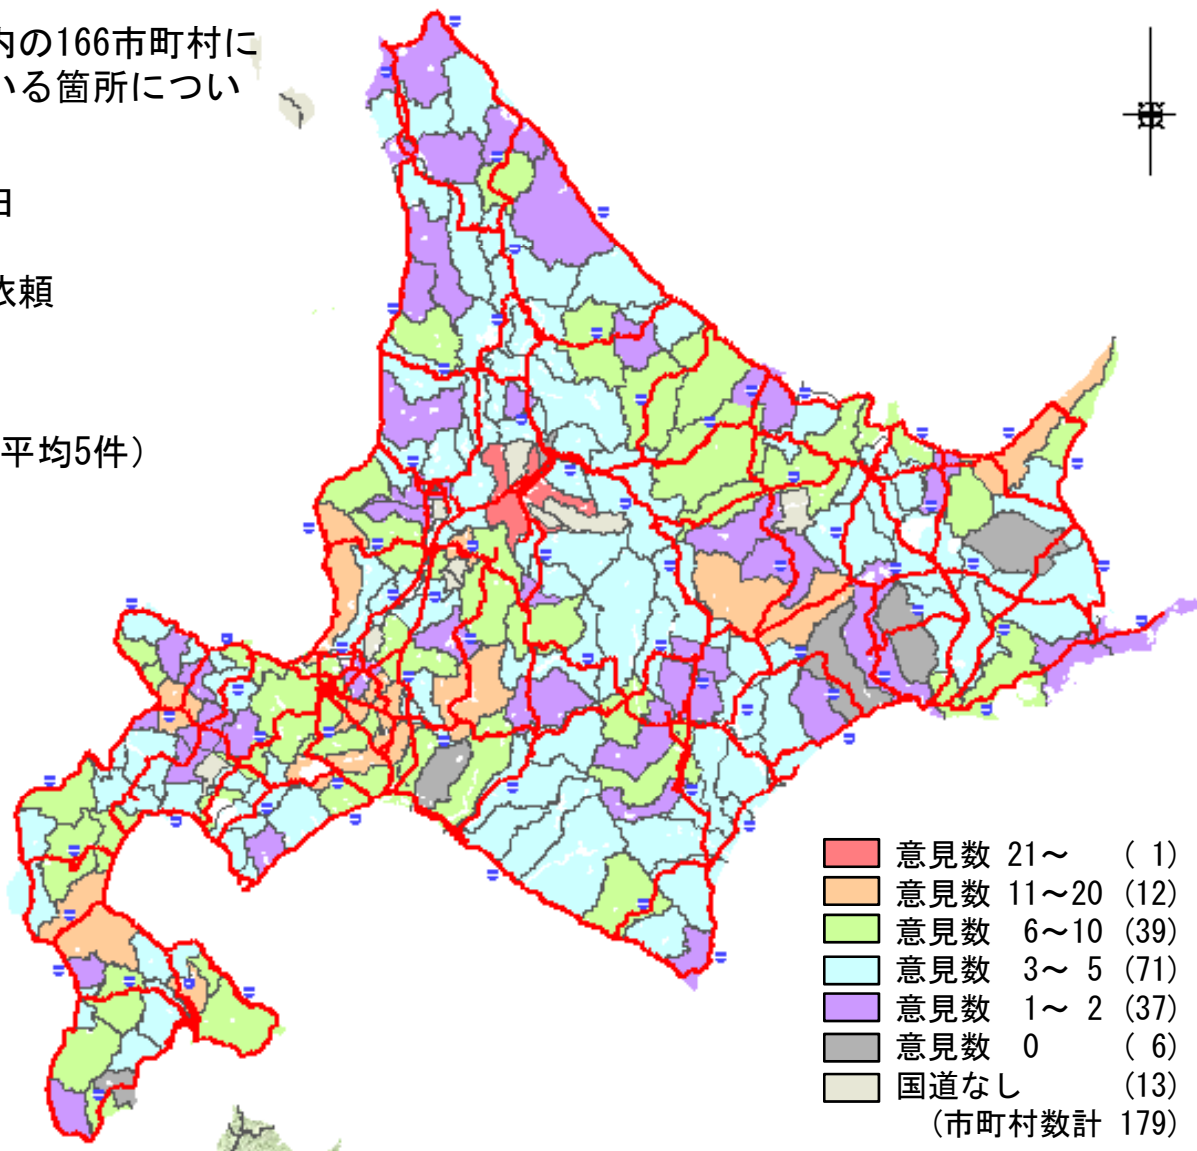 内の166市町村に
いる箇所につい
日
依頼
平均5件）
意見数 21～ ( 1)
意見数 11～20 (12)
意見数 6～10 (39)
意見数 3～ 5 (71)
意見数 1～ 2 (37)
意見数 0 ( 6)
国道なし (13)
(市町村数計 179)